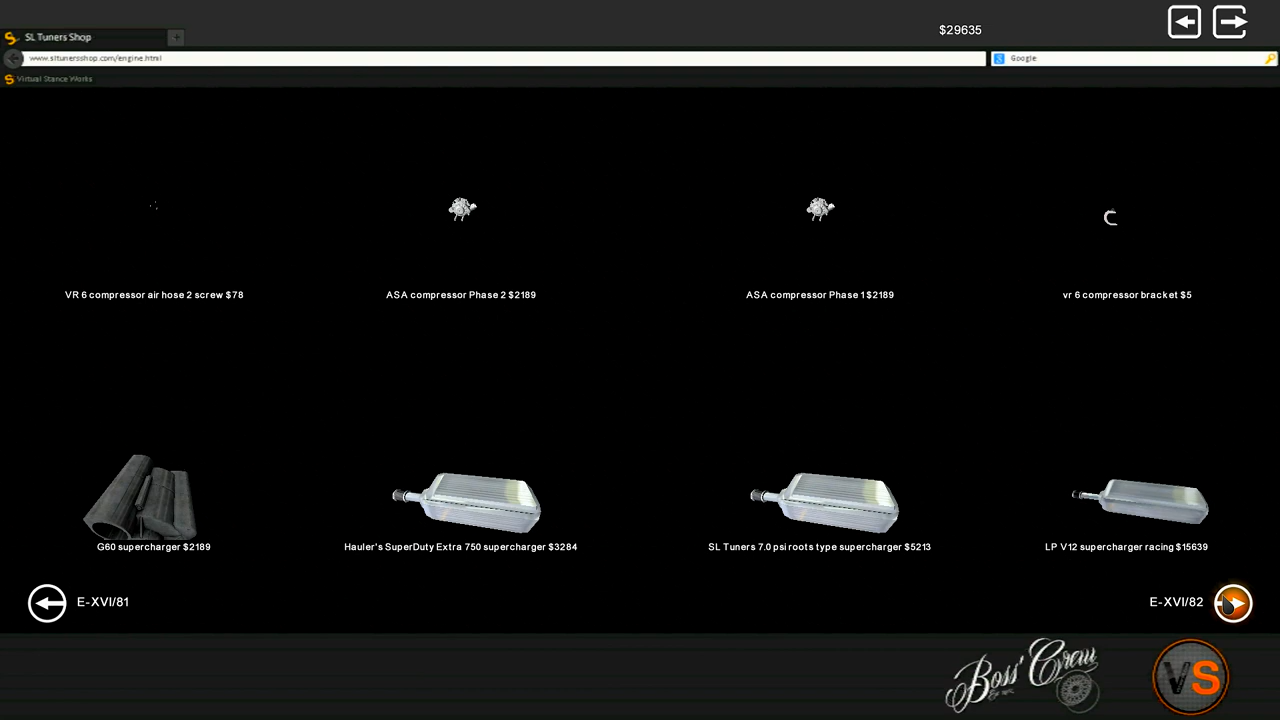 $29635
SL Tuners Shop
www.sltunersshop.com/engine.html
Google
Virtual Stance Works
VR 6 compressor air hose 2 screw $78
ASA compressor Phase 2 $2189
ASA compressor Phase 1 $2189
vr 6 compressor bracket $5
G60 supercharger $2189
Hauler's SuperDuty Extra 750 supercharger $3284
SL Tuners 7.0 psi roots type supercharger $5213
LP V12 supercharger racing $15639
E-XVI/81
E-XVI/82
Boss' Crew
VS